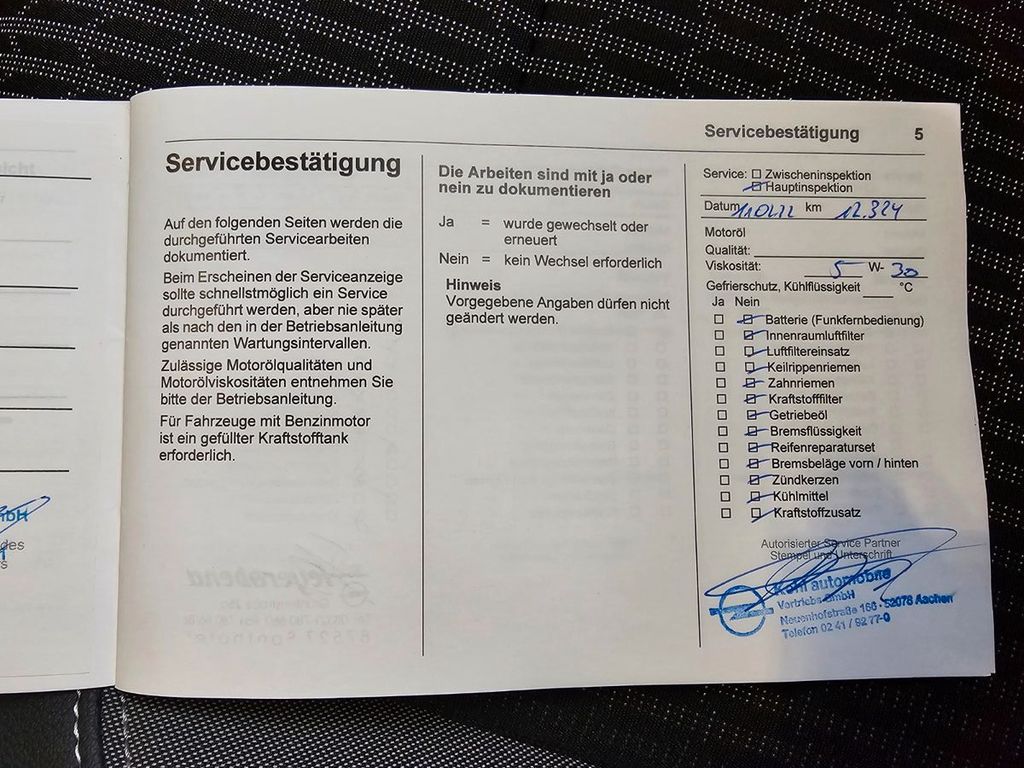 Servicebestätigung 5
Servicebestätigung
Auf den folgenden Seiten werden die
durchgeführten Servicearbeiten
dokumentiert.
Beim Erscheinen der Serviceanzeige
sollte schnellstmöglich ein Service
durchgeführt werden, aber nie später
als nach den in der Betriebsanleitung
genannten Wartungsintervallen.
Zulässige Motorölqualitäten und
Motorölviskositäten entnehmen Sie
bitte der Betriebsanleitung.
Für Fahrzeuge mit Benzinmotor
ist ein gefüllter Kraftstofftank
erforderlich.
Die Arbeiten sind mit ja oder
nein zu dokumentieren
Ja = wurde gewechselt oder
erneuert
Nein = kein Wechsel erforderlich
Hinweis
Vorgegebene Angaben dürfen nicht
geändert werden.
Service: Zwischeninspektion
Hauptinspektion
Datum km 12.324
Motoröl
Qualität:
Viskosität: 5 W- 30
Gefrierschutz, Kühlflüssigkeit °C
Ja Nein
Batterie (Funkfernbedienung)
Innenraumluftfilter
Luftfiltereinsatz
Keilrippenriemen
Zahnriemen
Kraftstofffilter
Getriebeöl
Bremsflüssigkeit
Reifenreparaturset
Bremsbeläge vorn / hinten
Zündkerzen
Kühlmittel
Kraftstoffzusatz
Autorisierter Service Partner
Stempel und Unterschrift
Kohl automobile
Vertriebs GmbH
Neuenhofstraße 166 · 52078 Aachen
Telefon 02 41 / 92 77-0